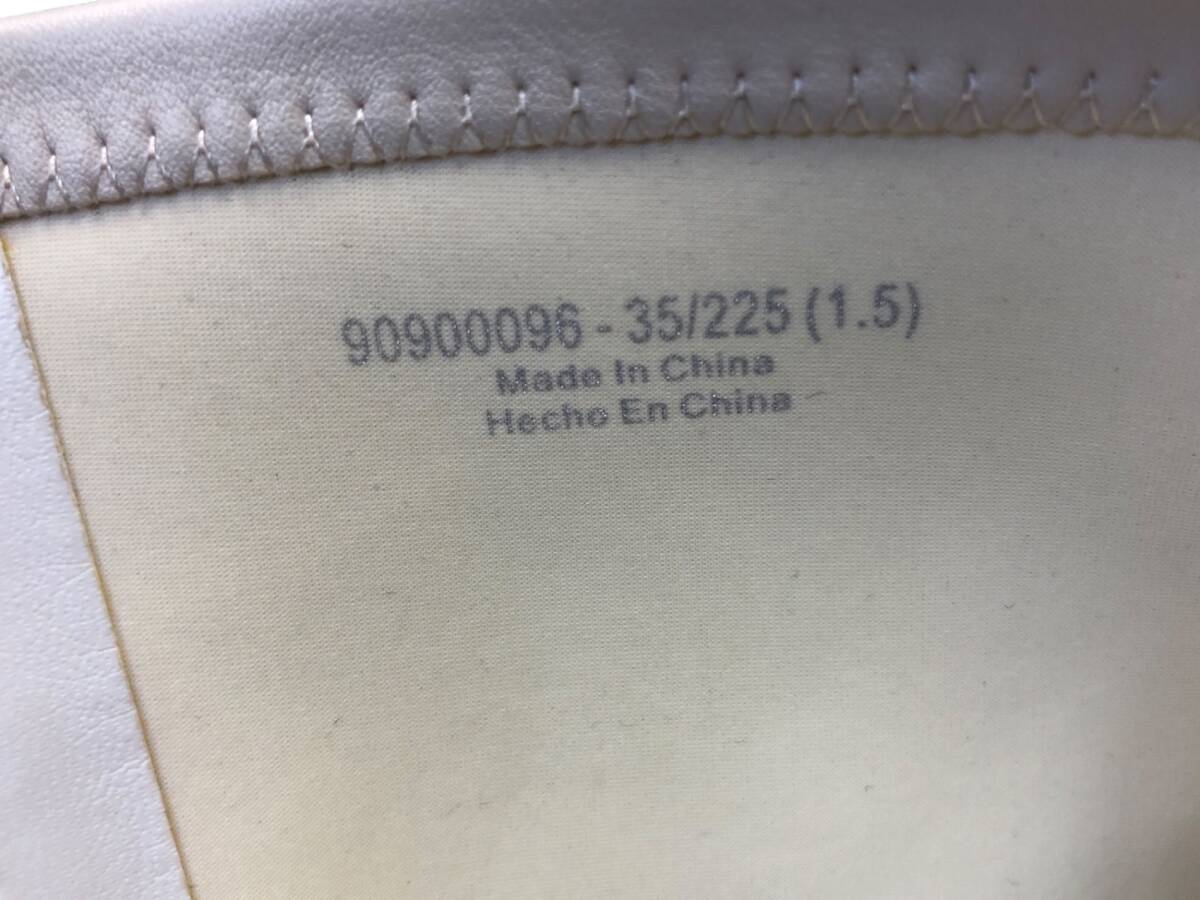 90900096 - 35/225 (1.5)
Made In China
Hecho En China